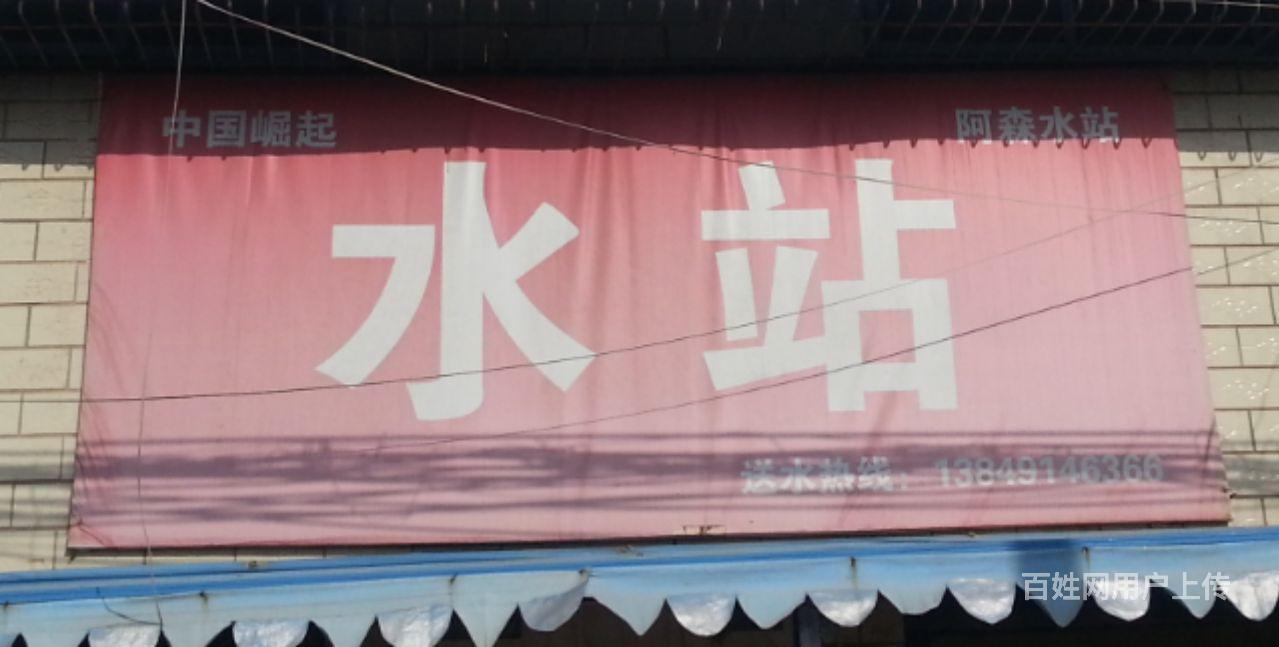 中国崛起
阿森水站
水站
送水热线：13849146366
百姓网用户上传